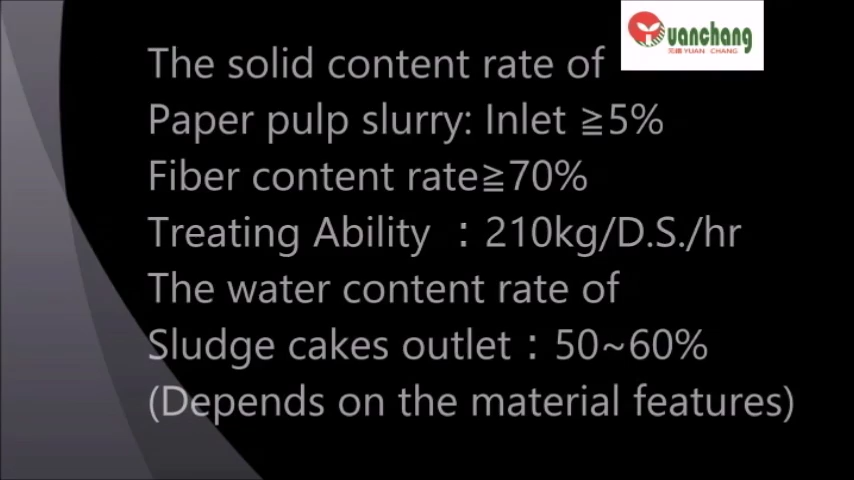 The solid content rate of
Paper pulp slurry: Inlet ≧5%
Fiber content rate≧70%
Treating Ability ：210kg/D.S./hr
The water content rate of
Sludge cakes outlet：50~60%
(Depends on the material features)
Yuanchang
YUAN CHANG